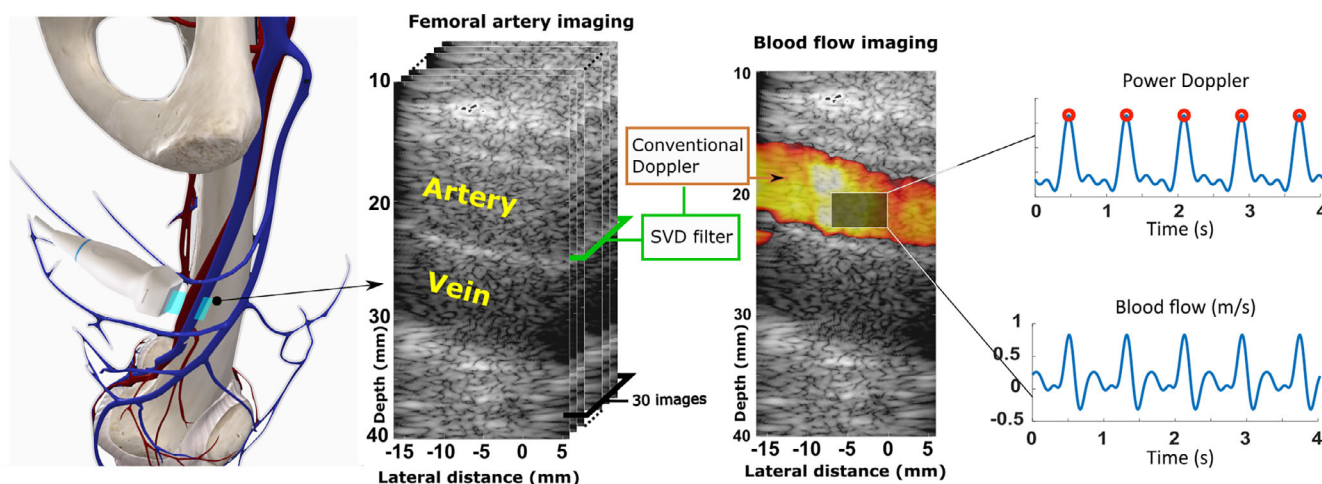 Femoral artery imaging
10
20
30
40
Depth (mm)
Artery
Vein
-15
-10
-5
0
5
Lateral distance (mm)
30 images
Conventional
Doppler
SVD filter
Blood flow imaging
10
20
30
40
Depth (mm)
-15
-10
-5
0
5
Lateral distance (mm)
Power Doppler
0
1
2
3
4
Time (s)
Blood flow (m/s)
1
0.5
0
-0.5
0
1
2
3
4
Time (s)